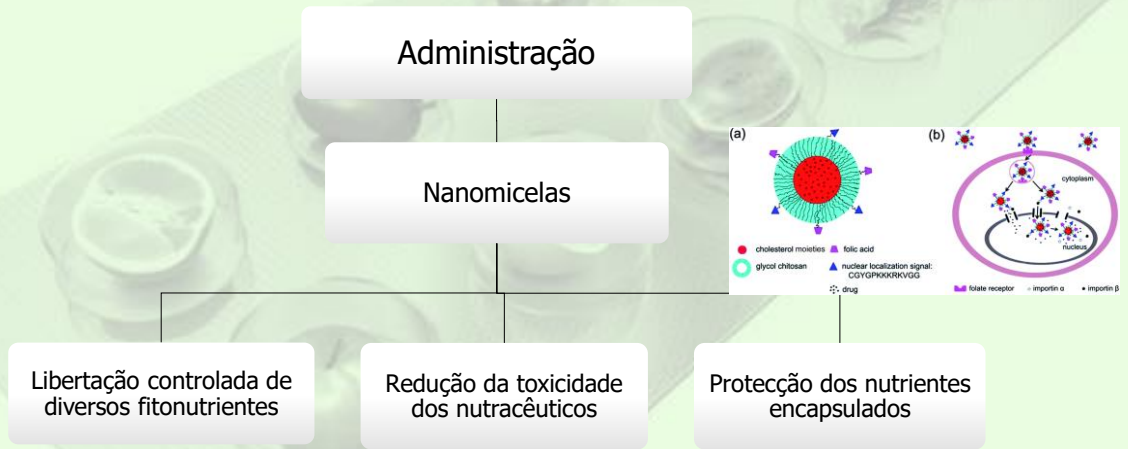 Administração
Nanomicelas
(a)
cholesterol moieties
folic acid
glycol chitosan
nuclear localization signal:
CGYGPKKKRKVGG
drug
(b)
cytoplasm
nucleus
folate receptor
importin α
importin β
Libertação controlada de
diversos fitonutrientes
Redução da toxicidade
dos nutracêuticos
Protecção dos nutrientes
encapsulados